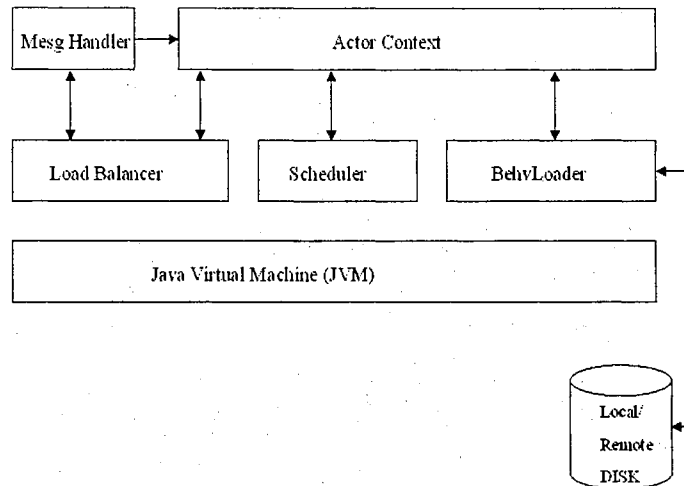 Mesg Handler
Actor Context
Load Balancer
Scheduler
BehvLoader
Java Virtual Machine (JVM)
Local/
Remote
DISK